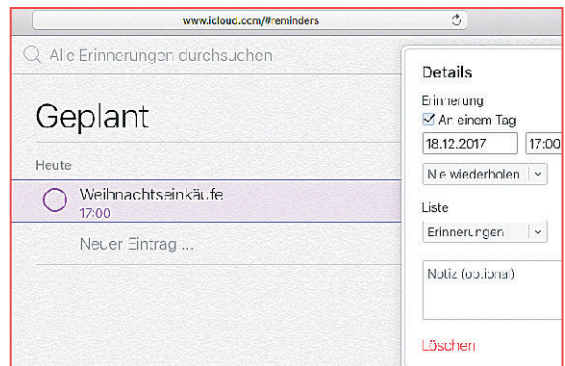 www.icloud.com/#reminders
Alle Erinnerungen durchsuchen
Geplant
Heute
Weihnachtseinkäufe
17:00
Neuer Eintrag ...
Details
Erinnerung
An einem Tag
18.12.2017 17:00
Nie wiederholen
Liste
Erinnerungen
Notiz (optional)
Löschen